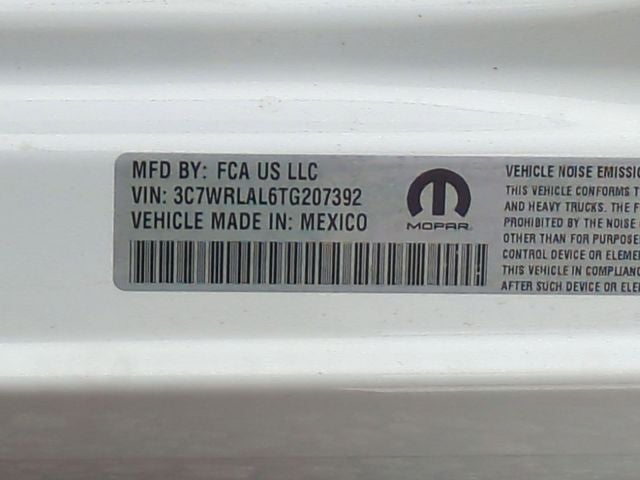 MFD BY: FCA US LLC
VIN: 3C7WRLAL6TG207392
VEHICLE MADE IN: MEXICO
MOPAR
VEHICLE NOISE EMISSIO
THIS VEHICLE CONFORMS T
AND HEAVY TRUCKS. THE F
PROHIBITED BY THE NOISE
OTHER THAN FOR PURPOSE
CONTROL DEVICE OR ELEME
THIS VEHICLE IN COMPLIANC
AFTER SUCH DEVICE OR ELE